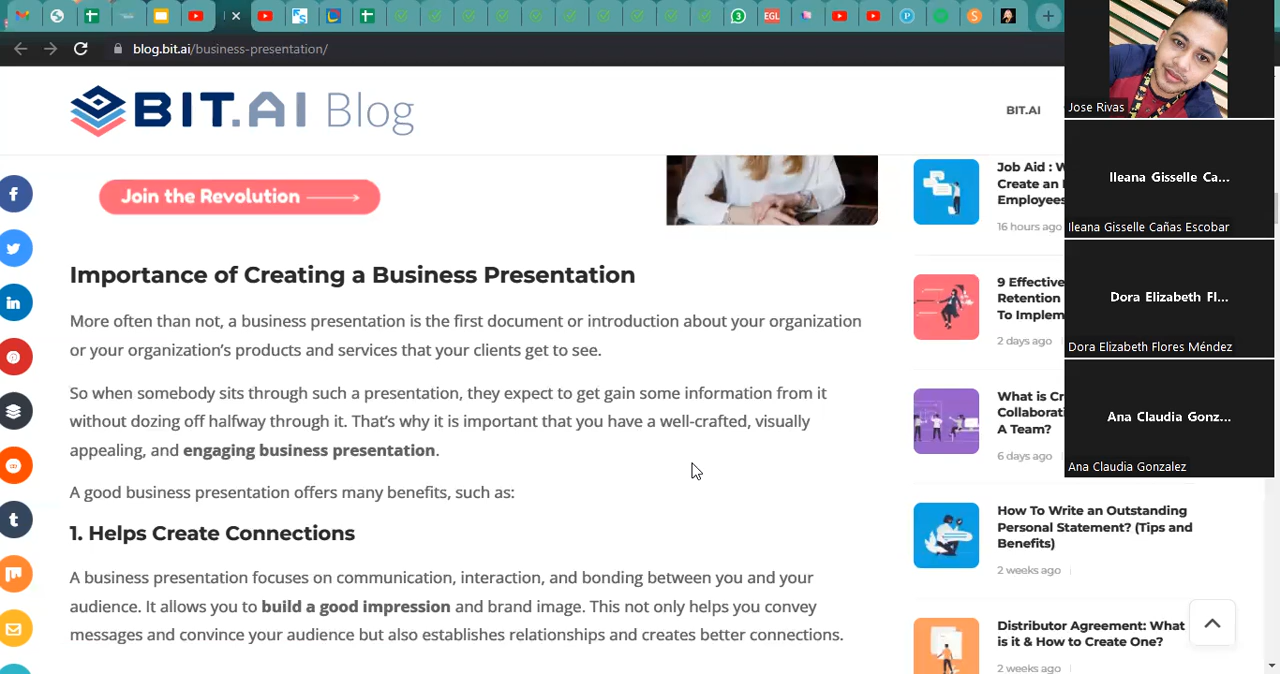 3
EGL
P
S
blog.bit.ai/business-presentation/
BIT.AI Blog
BIT.AI
Join the Revolution
Importance of Creating a Business Presentation
More often than not, a business presentation is the first document or introduction about your organization
or your organization's products and services that your clients get to see.
So when somebody sits through such a presentation, they expect to get gain some information from it
without dozing off halfway through it. That's why it is important that you have a well-crafted, visually
appealing, and engaging business presentation.
A good business presentation offers many benefits, such as:
1. Helps Create Connections
A business presentation focuses on communication, interaction, and bonding between you and your
audience. It allows you to build a good impression and brand image. This not only helps you convey
messages and convince your audience but also establishes relationships and creates better connections.
Job Aid : W
Create an
Employees
16 hours ago
9 Effective
Retention
To Implem
2 days ago
What is Cr
Collaborati
A Team?
6 days ago
How To Write an Outstanding
Personal Statement? (Tips and
Benefits)
2 weeks ago
Distributor Agreement: What
is it & How to Create One?
2 weeks ago
Jose Rivas
Ileana Gisselle Ca...
Ileana Gisselle Cañas Escobar
Dora Elizabeth Fl...
Dora Elizabeth Flores Méndez
Ana Claudia Gonz...
Ana Claudia Gonzalez